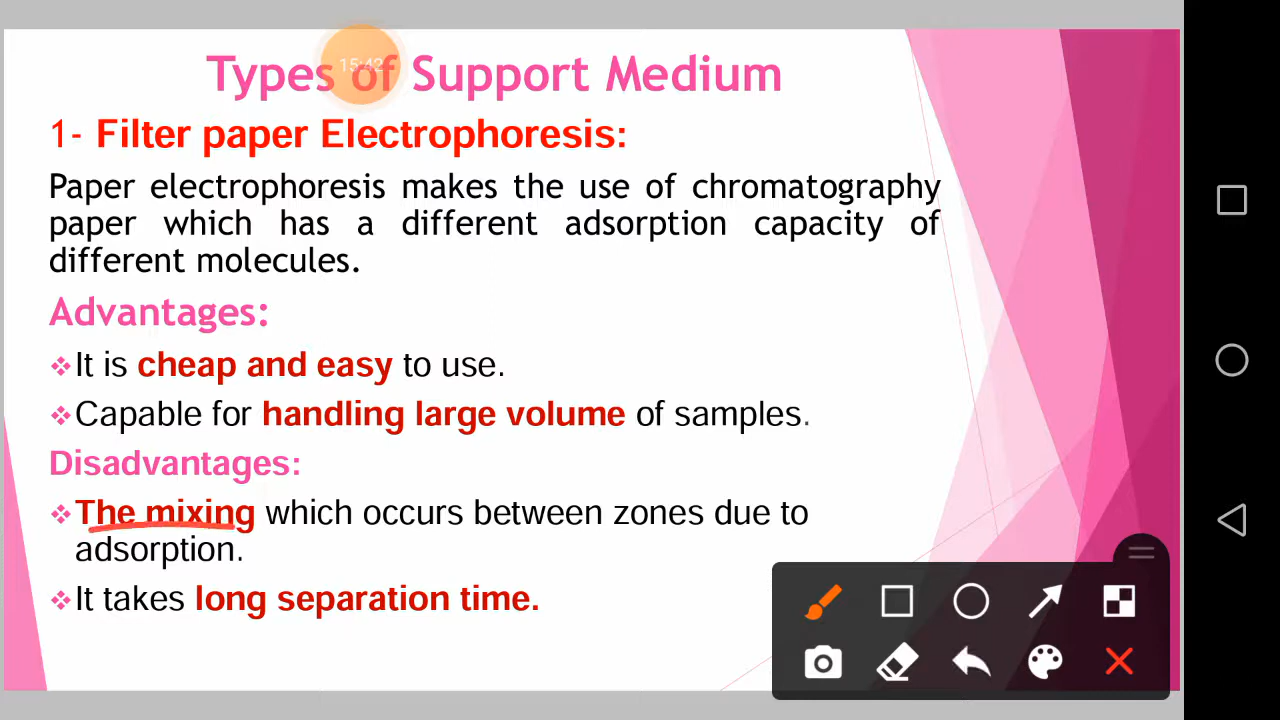 Types of Support Medium
15:42
1- Filter paper Electrophoresis:
Paper electrophoresis makes the use of chromatography
paper which has a different adsorption capacity of
different molecules.
Advantages:
❖It is cheap and easy to use.
❖Capable for handling large volume of samples.
Disadvantages:
❖The mixing which occurs between zones due to
adsorption.
❖It takes long separation time.